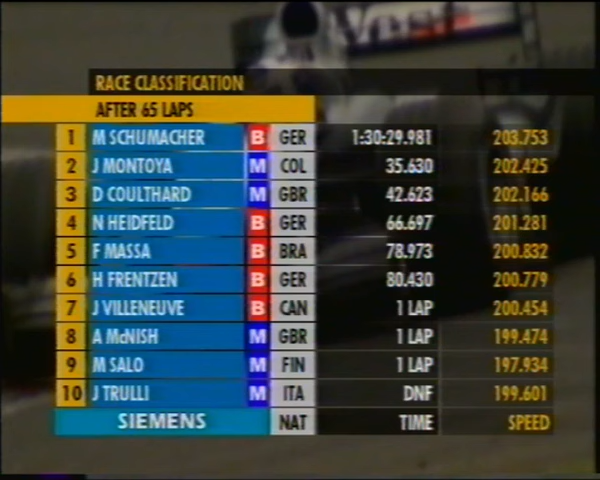 West
RACE CLASSIFICATION
AFTER 65 LAPS
1 M SCHUMACHER B GER 1:30:29.981 203.753
2 J MONTOYA M COL 35.630 202.425
3 D COULTHARD M GBR 42.623 202.166
4 N HEIDFELD B GER 66.697 201.281
5 F MASSA B BRA 78.973 200.832
6 H FRENTZEN B GER 80.430 200.779
7 J VILLENEUVE B CAN 1 LAP 200.454
8 A McNISH M GBR 1 LAP 199.474
9 M SALO M FIN 1 LAP 197.934
10 J TRULLI M ITA DNF 199.601
SIEMENS NAT TIME SPEED